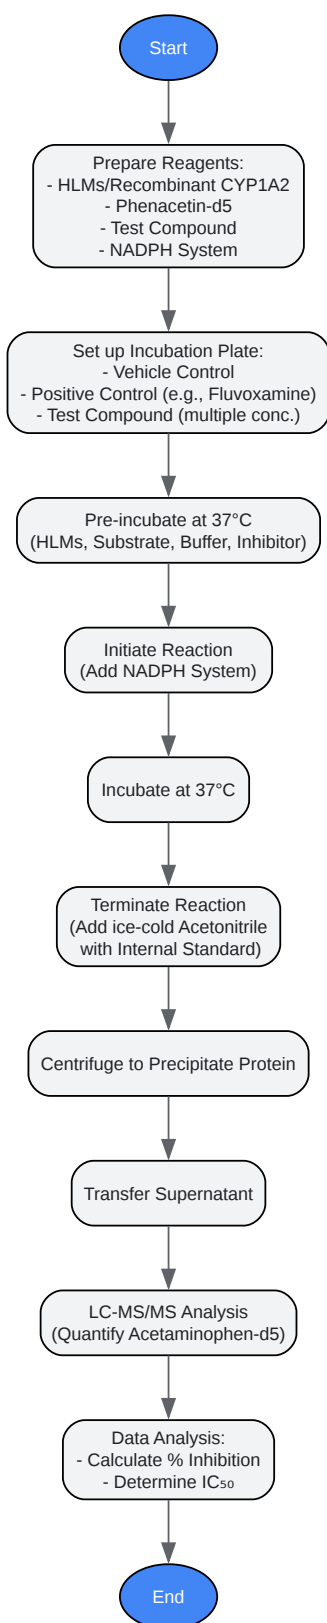 Start
Prepare Reagents:
- HLMs/Recombinant CYP1A2
- Phenacetin-d5
- Test Compound
- NADPH System
Set up Incubation Plate:
- Vehicle Control
- Positive Control (e.g., Fluvoxamine)
- Test Compound (multiple conc.)
Pre-incubate at 37°C
(HLMs, Substrate, Buffer, Inhibitor)
Initiate Reaction
(Add NADPH System)
Incubate at 37°C
Terminate Reaction
(Add ice-cold Acetonitrile
with Internal Standard)
Centrifuge to Precipitate Protein
Transfer Supernatant
LC-MS/MS Analysis
(Quantify Acetaminophen-d5)
Data Analysis:
- Calculate % Inhibition
- Determine IC₅₀
End